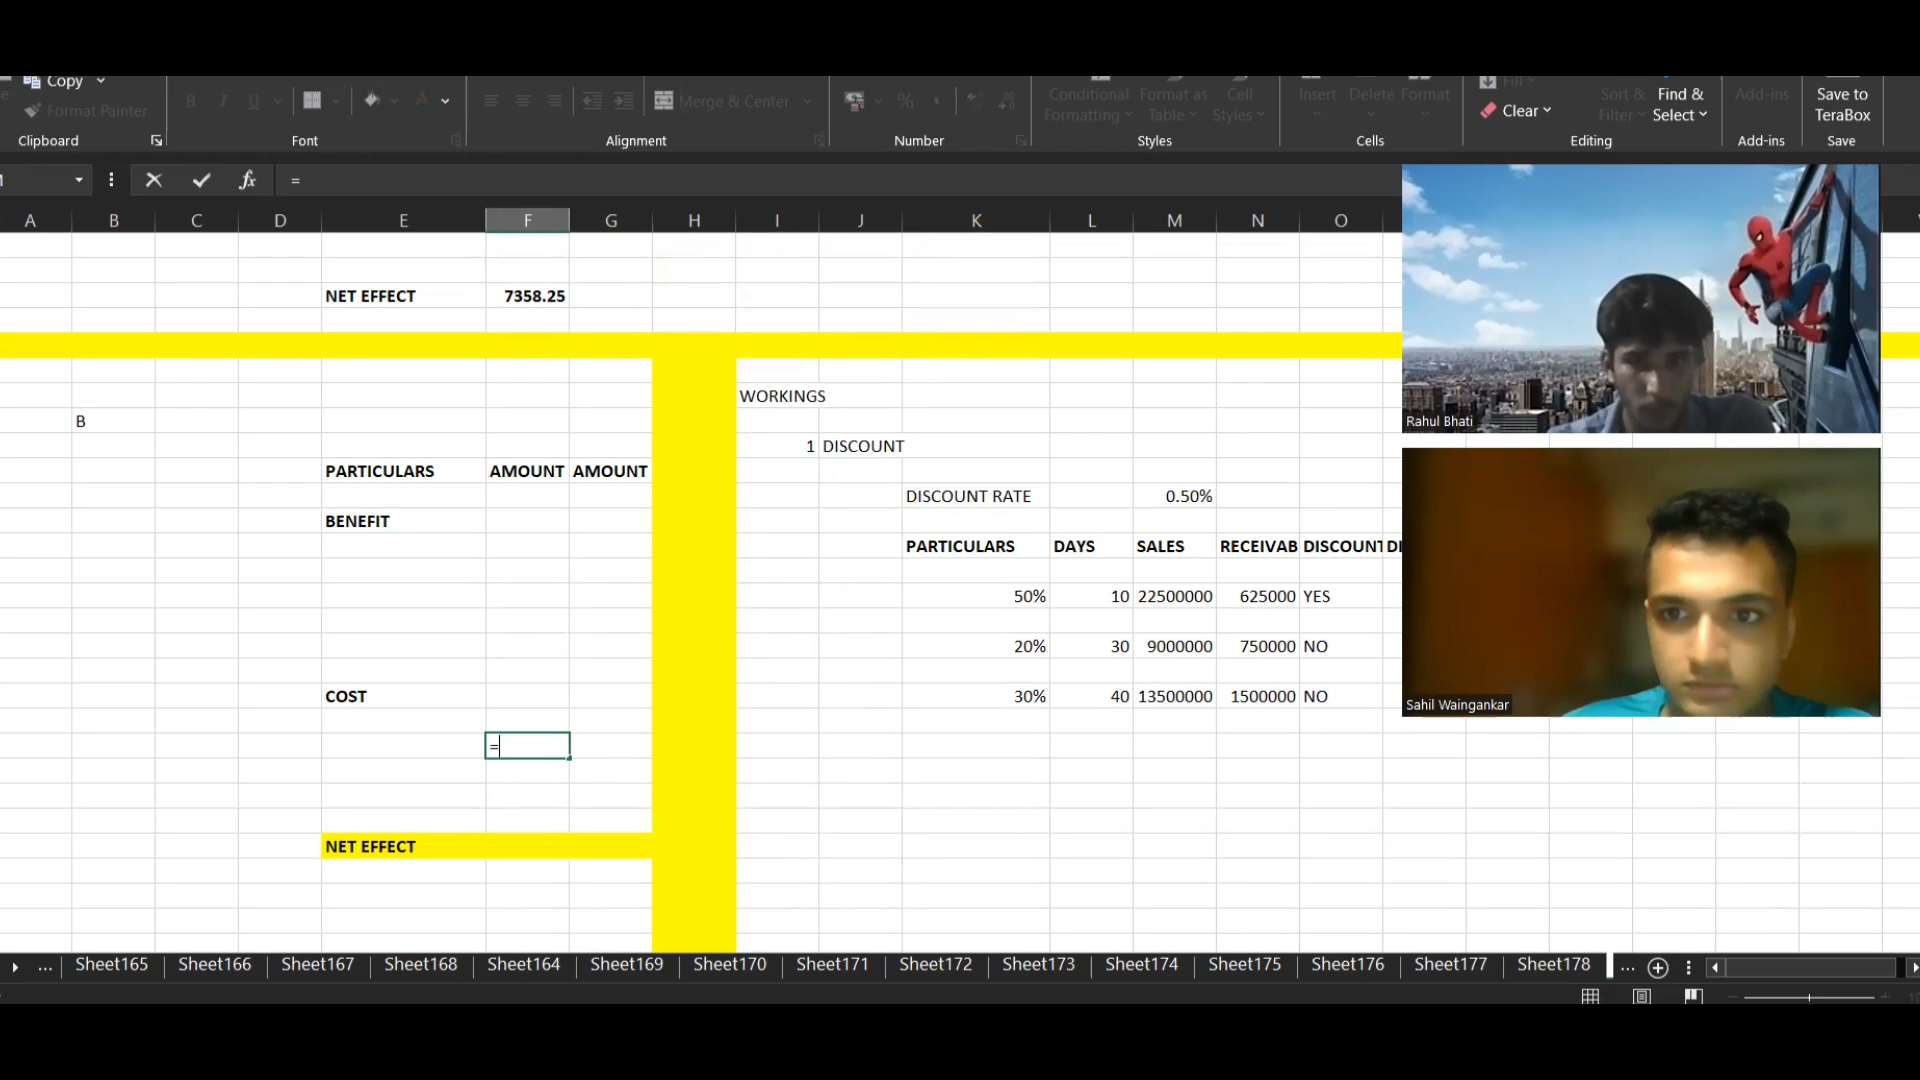 Copy
Format Painter
Clipboard
Font
Merge & Center
Alignment
Number
Conditional Formatting
Format as Table
Cell Styles
Styles
Insert
Delete
Format
Cells
Fill
Clear
Sort & Filter
Find & Select
Editing
Add-ins
Add-ins
Save to TeraBox
Save
fx =
A B C D E F G H I J K L M N O
NET EFFECT 7358.25
WORKINGS
B
1 DISCOUNT
PARTICULARS AMOUNT AMOUNT
DISCOUNT RATE 0.50%
BENEFIT
PARTICULARS DAYS SALES RECEIVAB DISCOUNT DI
50% 10 22500000 625000 YES
20% 30 9000000 750000 NO
COST
30% 40 13500000 1500000 NO
=
NET EFFECT
Rahul Bhati
Sahil Waingankar
... Sheet165 Sheet166 Sheet167 Sheet168 Sheet164 Sheet169 Sheet170 Sheet171 Sheet172 Sheet173 Sheet174 Sheet175 Sheet176 Sheet177 Sheet178 ...